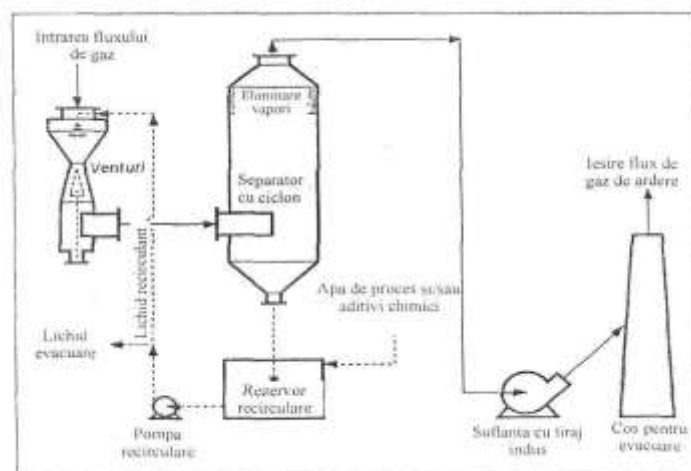 Intrarea fluxului
de gaz
Venturi
Eliminare
vapori
Separator
cu ciclon
Lichid recirculant
Lichid
evacuare
Pompa
recirculare
Rezervor
recirculare
Apa de proces si/sau
aditivi chimici
Iesire flux de
gaz de ardere
Suflanta cu tiraj
indus
Cos pentru
evacuare